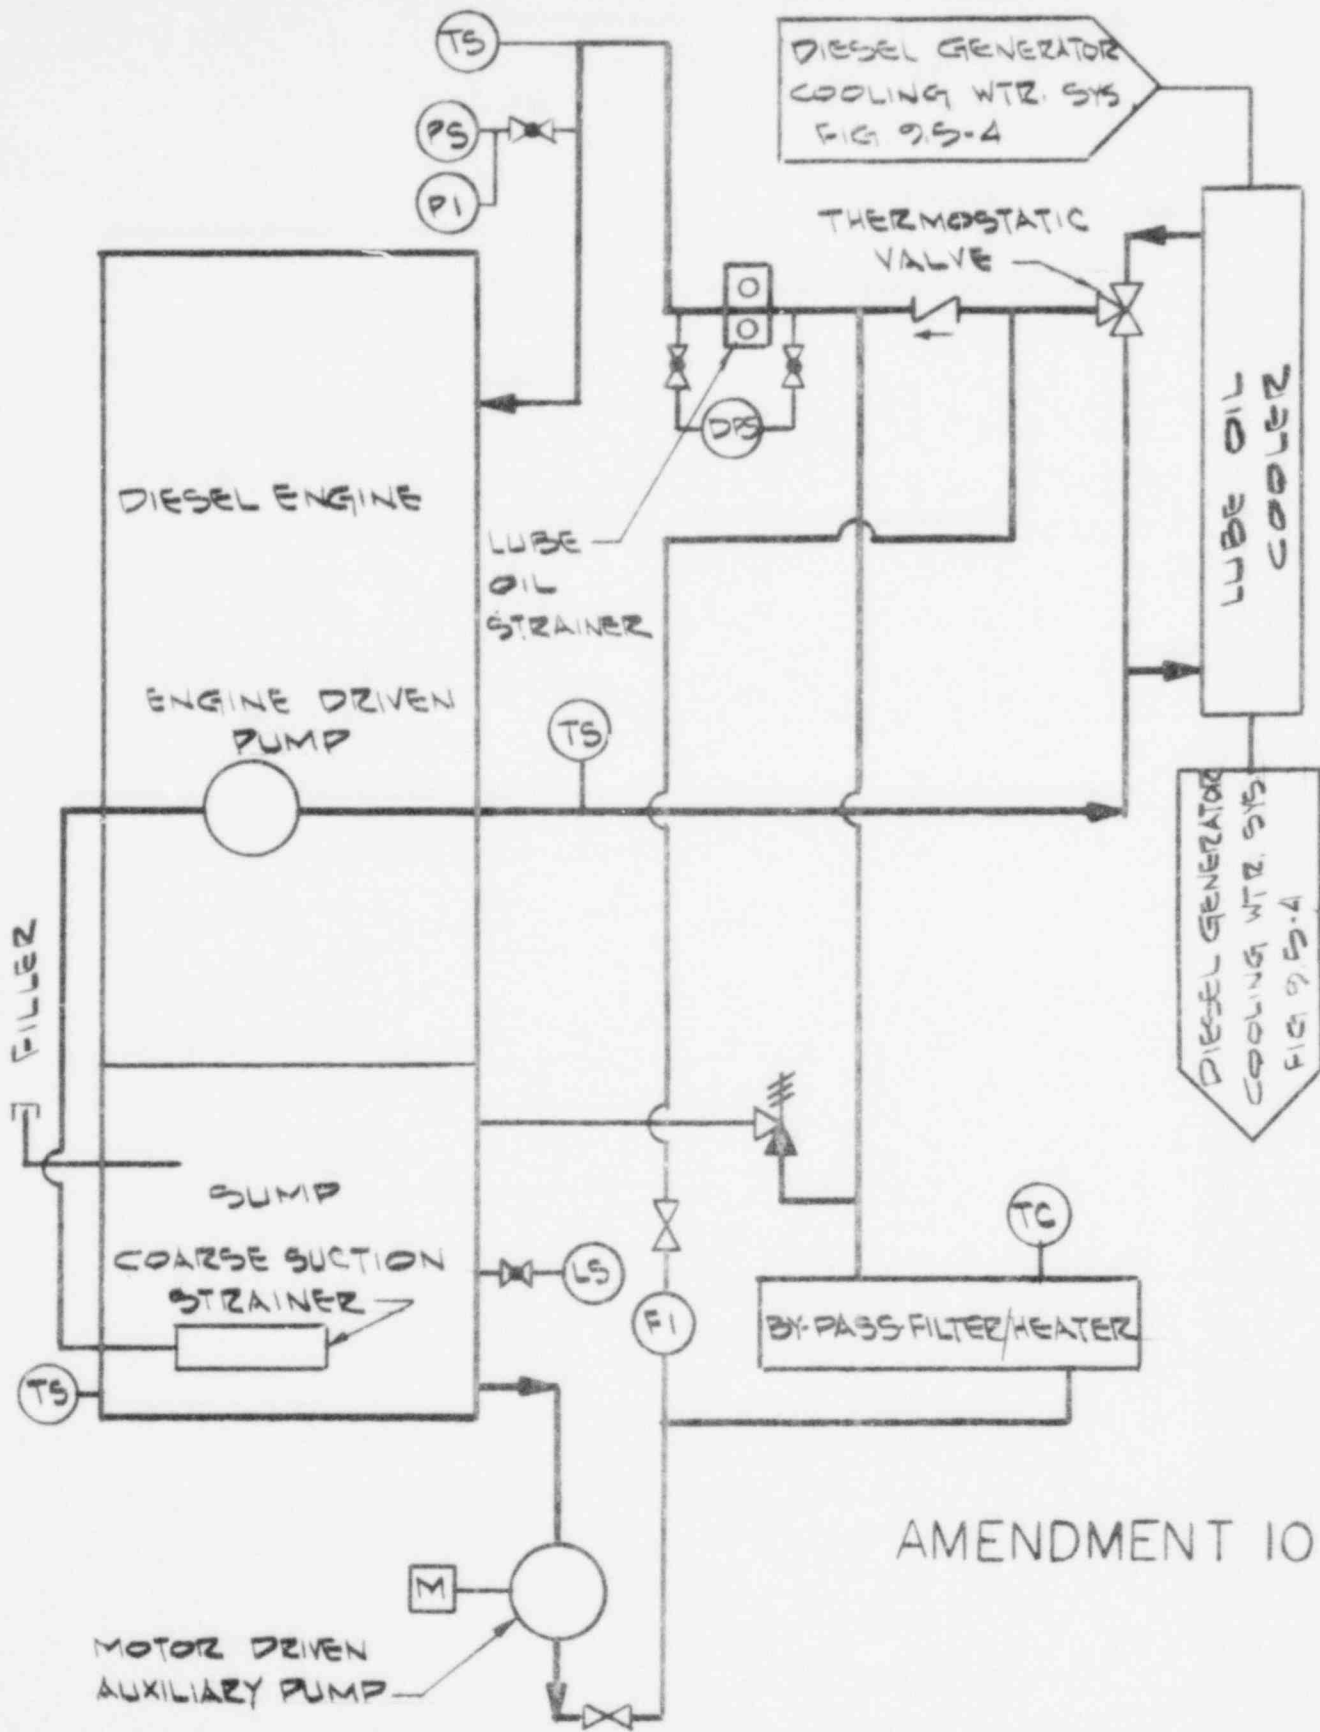 TS
DIESEL GENERATOR
COOLING WTR. SYS
FIG. 9.5-4
PS
PI
THERMOSTATIC
VALVE
DPS
LUBE OIL
COOLER
DIESEL ENGINE
LUBE
OIL
STRAINER
ENGINE DRIVEN
PUMP
TS
DIESEL GENERATOR
COOLING WTR. SYS
FIG 9.5-4
FILLER
SUMP
COARSE SUCTION
STRAINER
LS
TC
FI
BY-PASS-FILTER/HEATER
TS
AMENDMENT 10
M
MOTOR DRIVEN
AUXILIARY PUMP